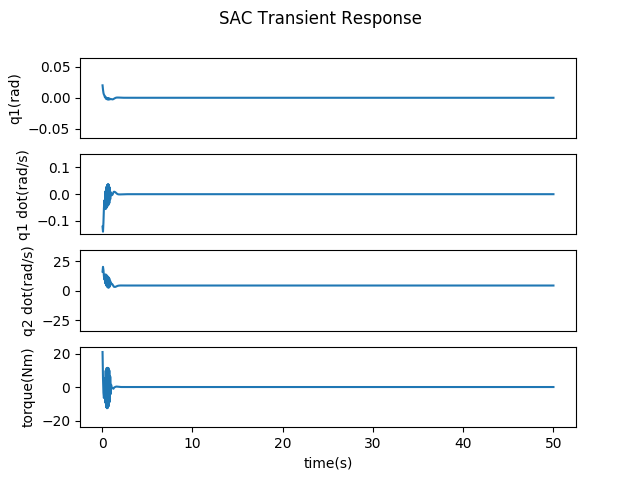 SAC Transient Response
q1(rad)
0.05
0.00
−0.05
q1 dot(rad/s)
0.1
0.0
−0.1
q2 dot(rad/s)
25
0
−25
torque(Nm)
20
0
−20
0 10 20 30 40 50
time(s)